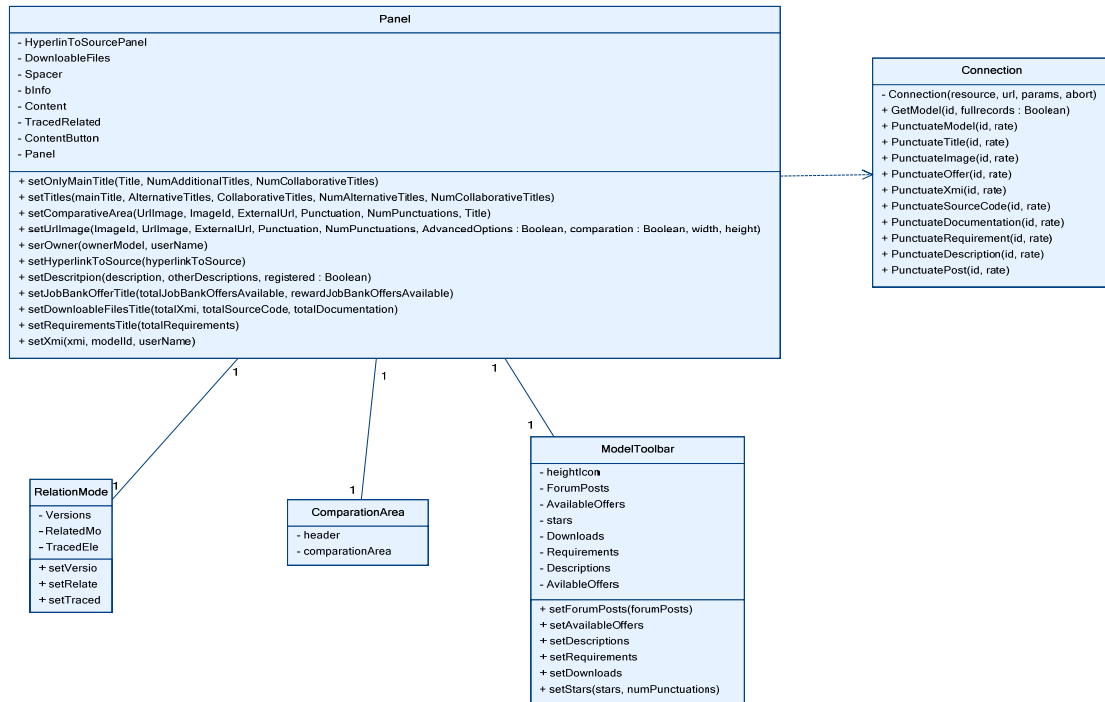 Panel
- HyperlinToSourcePanel
- DownloableFiles
- Spacer
- bInfo
- Content
- TracedRelated
- ContentButton
- Panel
+ setOnlyMainTitle(Title, NumAdditionalTitles, NumCollaborativeTitles)
+ setTitles(mainTitle, AlternativeTitles, CollaborativeTitles, NumAlternativeTitles, NumCollaborativeTitles)
+ setComparativeArea(UrlImage, ImageId, ExternalUrl, Punctuation, NumPunctuations, Title)
+ setUrlImage(ImageId, UrlImage, ExternalUrl, Punctuation, NumPunctuations, AdvancedOptions : Boolean, comparation : Boolean, width, height)
+ serOwner(ownerModel, userName)
+ setHyperlinkToSource(hyperlinkToSource)
+ setDescritpion(description, otherDescriptions, registered : Boolean)
+ setJobBankOfferTitle(totalJobBankOffersAvailable, rewardJobBankOffersAvailable)
+ setDownloableFilesTitle(totalXmi, totalSourceCode, totalDocumentation)
+ setRequirementsTitle(totalRequirements)
+ setXmi(xmi, modelId, userName)
Connection
- Connection(resource, url, params, abort)
+ GetModel(id, fullrecords : Boolean)
+ PunctuateModel(id, rate)
+ PunctuateTitle(id, rate)
+ PunctuateImage(id, rate)
+ PunctuateOffer(id, rate)
+ PunctuateXmi(id, rate)
+ PunctuateSourceCode(id, rate)
+ PunctuateDocumentation(id, rate)
+ PunctuateRequirement(id, rate)
+ PunctuateDescription(id, rate)
+ PunctuatePost(id, rate)
1
1
1
1
1
1
RelationMode
- Versions
- RelatedMo
- TracedEle
+ setVersio
+ setRelate
+ setTraced
ComparationArea
- header
- comparationArea
ModelToolbar
- heightIcon
- ForumPosts
- AvailableOffers
- stars
- Downloads
- Requirements
- Descriptions
- AvilableOffers
+ setForumPosts(forumPosts)
+ setAvailableOffers
+ setDescriptions
+ setRequirements
+ setDownloads
+ setStars(stars, numPunctuations)